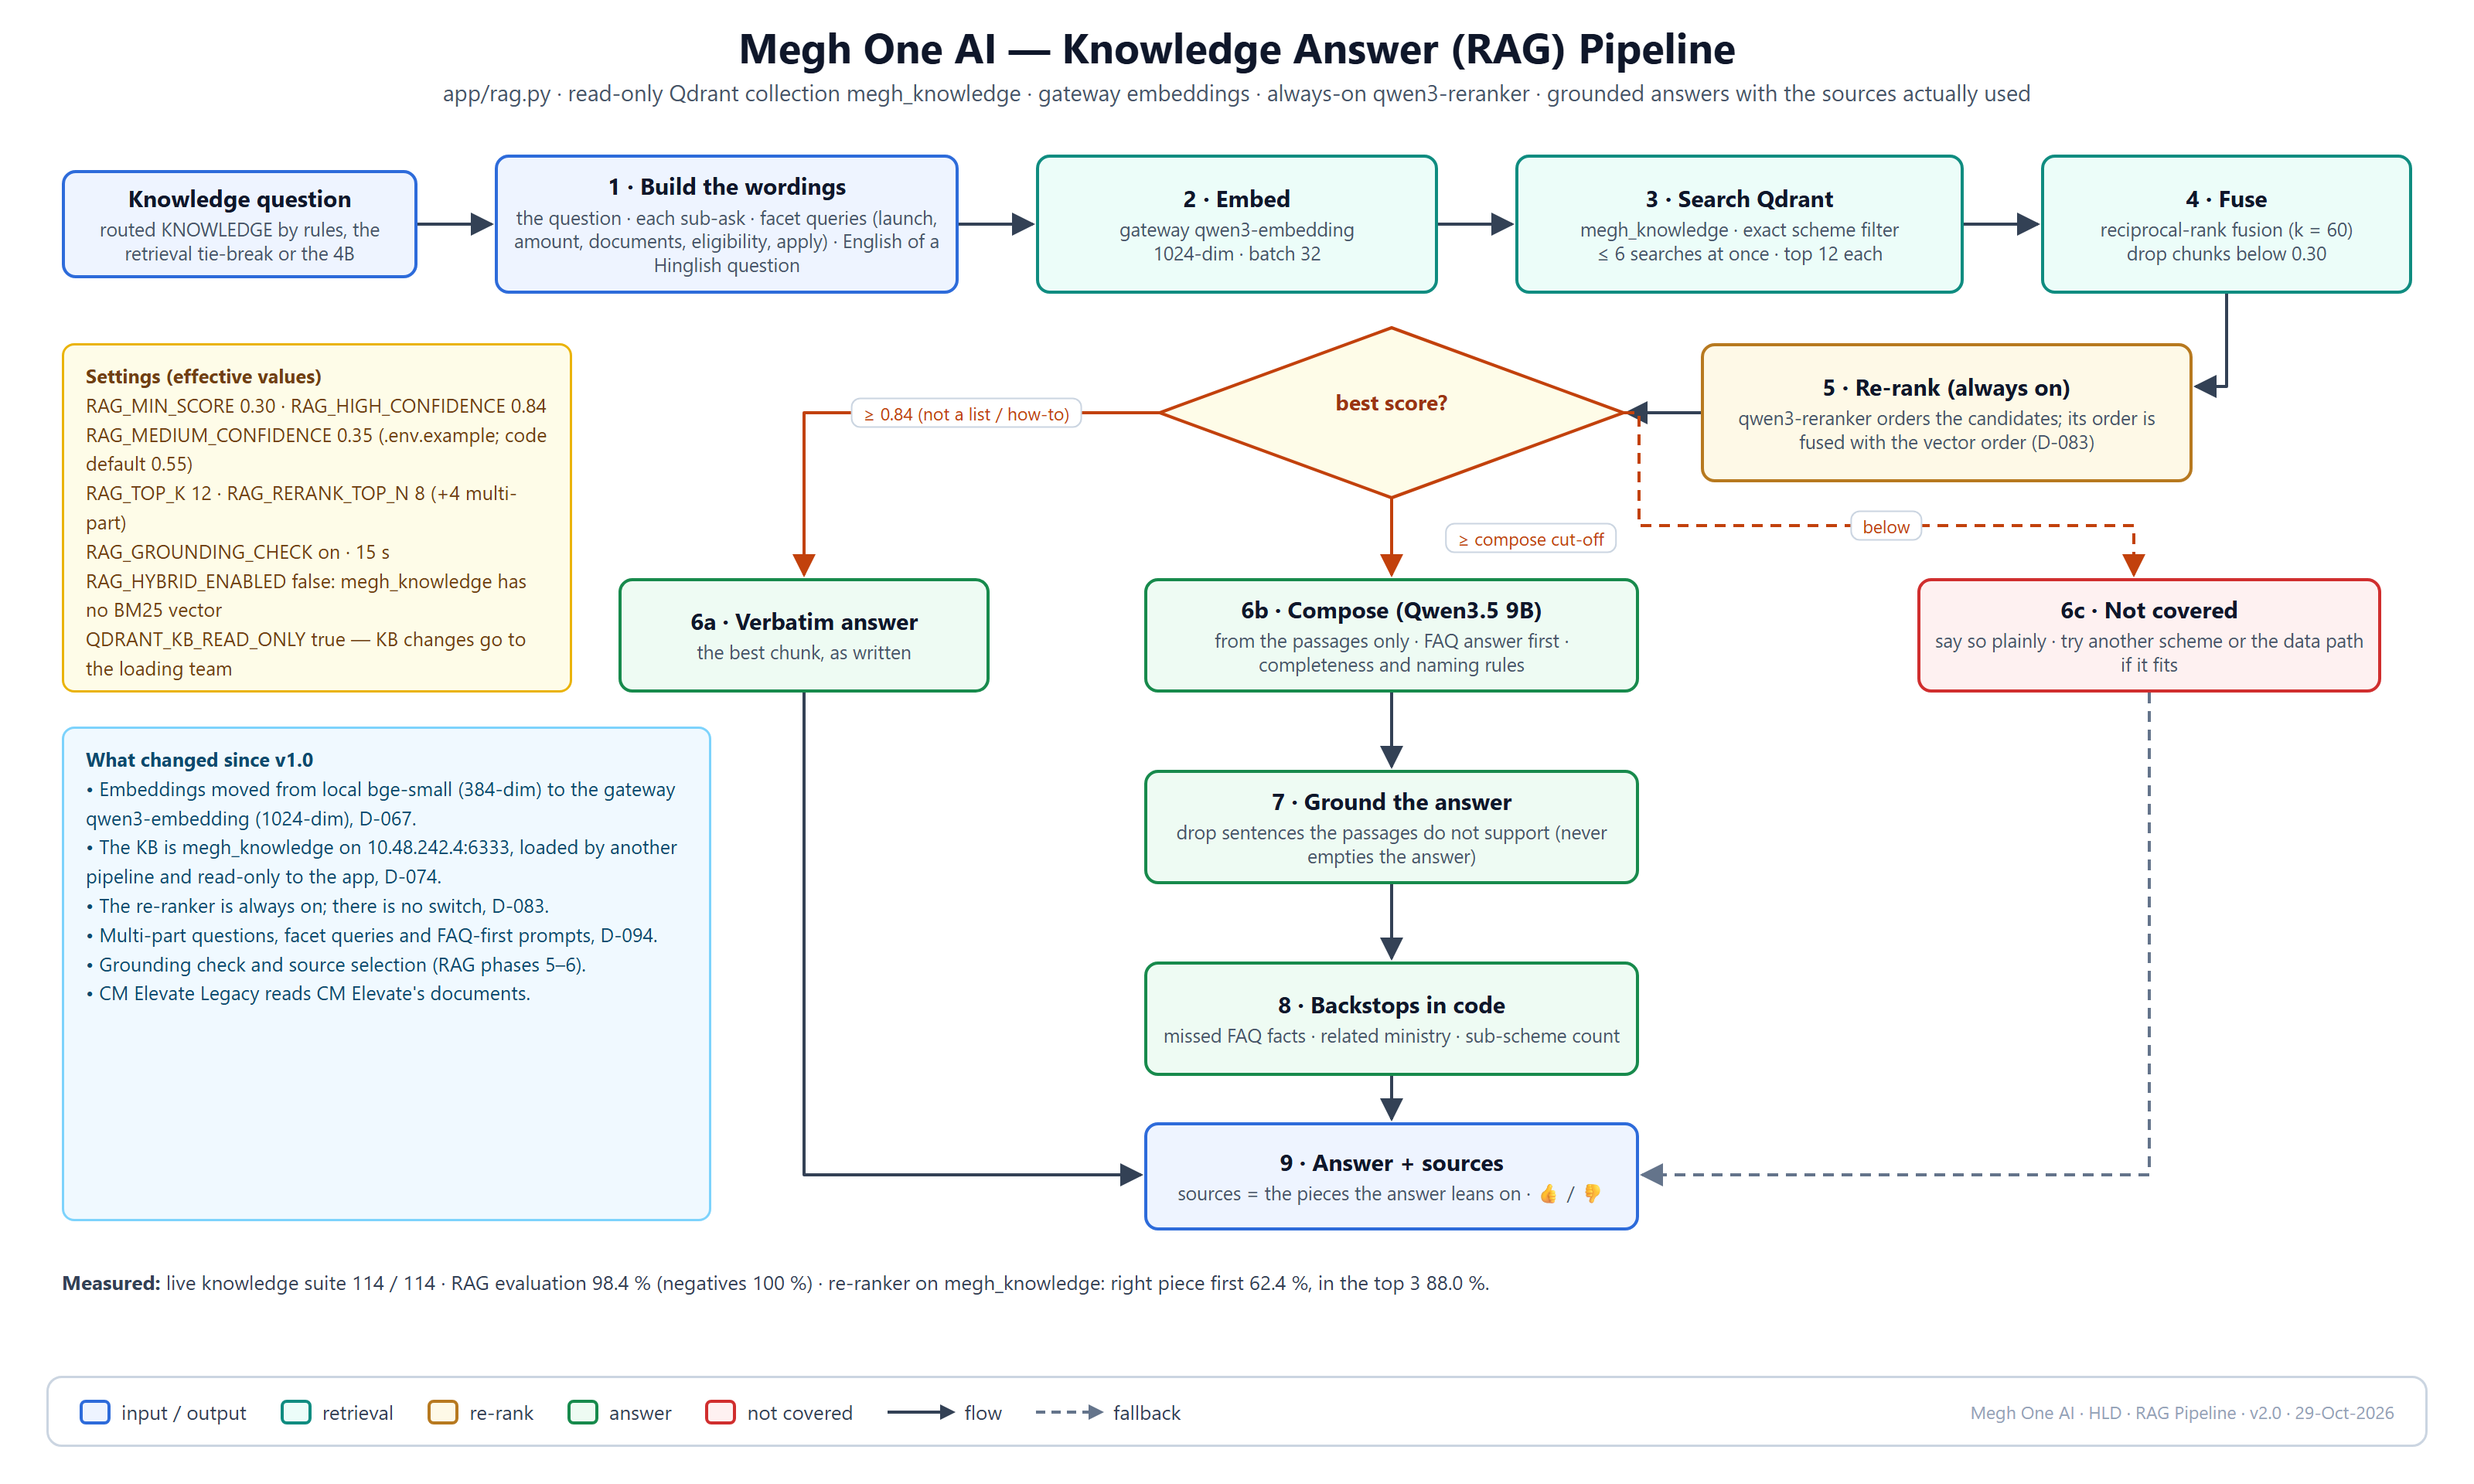 Megh One AI — Knowledge Answer (RAG) Pipeline
app/rag.py · read-only Qdrant collection megh_knowledge · gateway embeddings · always-on qwen3-reranker · grounded answers with the sources actually used
Knowledge question
routed KNOWLEDGE by rules, the
retrieval tie-break or the 4B
1 · Build the wordings
the question · each sub-ask · facet queries (launch,
amount, documents, eligibility, apply) · English of a
Hinglish question
2 · Embed
gateway qwen3-embedding
1024-dim · batch 32
3 · Search Qdrant
megh_knowledge · exact scheme filter
≤ 6 searches at once · top 12 each
4 · Fuse
reciprocal-rank fusion (k = 60)
drop chunks below 0.30
5 · Re-rank (always on)
qwen3-reranker orders the candidates; its order is
fused with the vector order (D-083)
best score?
≥ 0.84 (not a list / how-to)
≥ compose cut-off
below
Settings (effective values)
RAG_MIN_SCORE 0.30 · RAG_HIGH_CONFIDENCE 0.84
RAG_MEDIUM_CONFIDENCE 0.35 (.env.example; code
default 0.55)
RAG_TOP_K 12 · RAG_RERANK_TOP_N 8 (+4 multi-
part)
RAG_GROUNDING_CHECK on · 15 s
RAG_HYBRID_ENABLED false: megh_knowledge has
no BM25 vector
QDRANT_KB_READ_ONLY true — KB changes go to
the loading team
6a · Verbatim answer
the best chunk, as written
6b · Compose (Qwen3.5 9B)
from the passages only · FAQ answer first ·
completeness and naming rules
6c · Not covered
say so plainly · try another scheme or the data path
if it fits
What changed since v1.0
• Embeddings moved from local bge-small (384-dim) to the gateway
qwen3-embedding (1024-dim), D-067.
• The KB is megh_knowledge on 10.48.242.4:6333, loaded by another
pipeline and read-only to the app, D-074.
• The re-ranker is always on; there is no switch, D-083.
• Multi-part questions, facet queries and FAQ-first prompts, D-094.
• Grounding check and source selection (RAG phases 5–6).
• CM Elevate Legacy reads CM Elevate's documents.
7 · Ground the answer
drop sentences the passages do not support (never
empties the answer)
8 · Backstops in code
missed FAQ facts · related ministry · sub-scheme count
9 · Answer + sources
sources = the pieces the answer leans on · 👍 / 👎
Measured: live knowledge suite 114 / 114 · RAG evaluation 98.4 % (negatives 100 %) · re-ranker on megh_knowledge: right piece first 62.4 %, in the top 3 88.0 %.
input / output
retrieval
re-rank
answer
not covered
flow
fallback
Megh One AI · HLD · RAG Pipeline · v2.0 · 29-Oct-2026